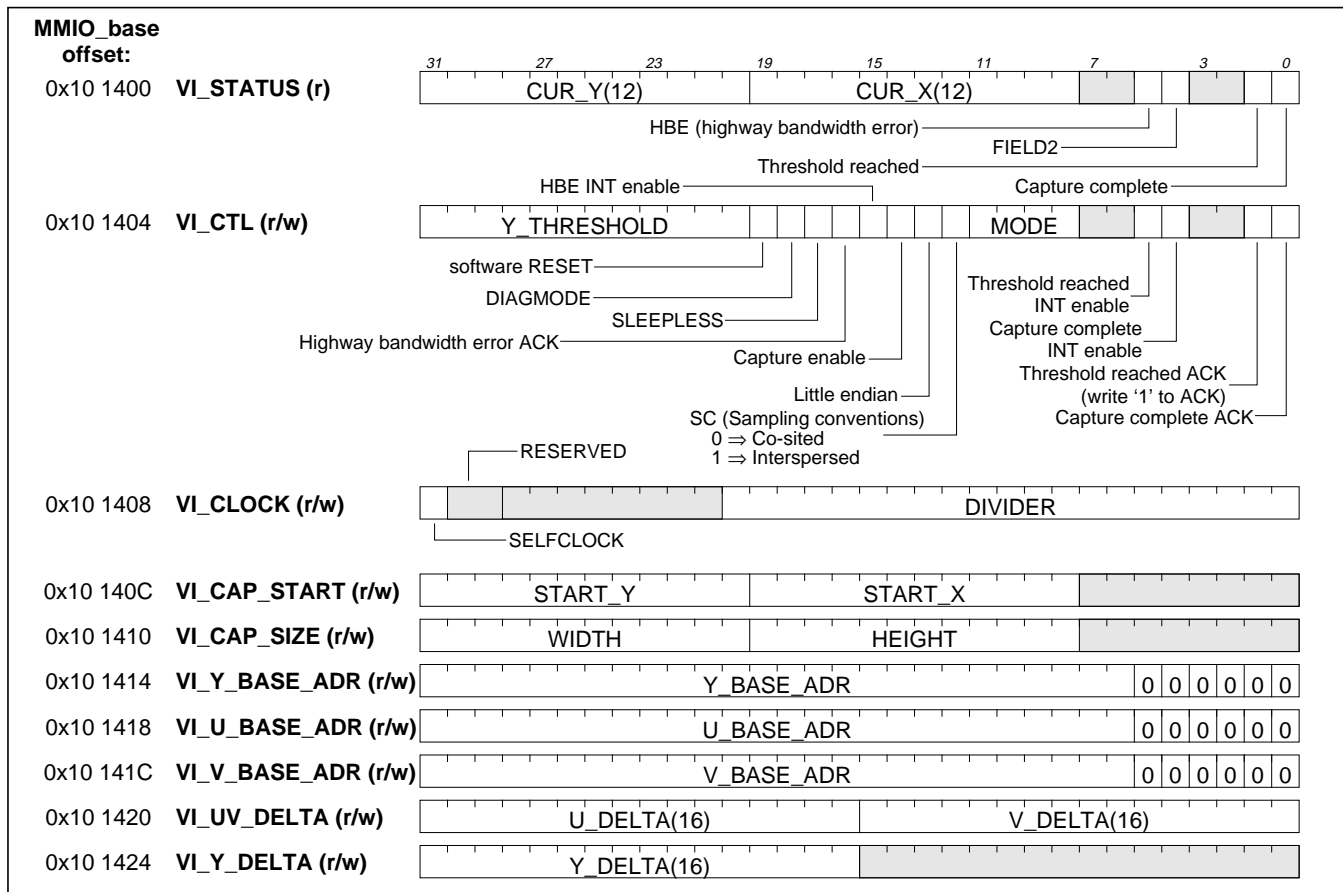 MMIO_base
offset:
31 27 23 19 15 11 7 3 0
0x10 1400 VI_STATUS (r) CUR_Y(12) CUR_X(12)
HBE (highway bandwidth error)
FIELD2
Threshold reached
HBE INT enable Capture complete
0x10 1404 VI_CTL (r/w) Y_THRESHOLD MODE
software RESET
DIAGMODE
SLEEPLESS
Highway bandwidth error ACK
Capture enable
Little endian
SC (Sampling conventions)
0 ⇒ Co-sited
1 ⇒ Interspersed
Threshold reached
INT enable
Capture complete
INT enable
Threshold reached ACK
(write ‘1’ to ACK)
Capture complete ACK
RESERVED
0x10 1408 VI_CLOCK (r/w) DIVIDER
SELFCLOCK
0x10 140C VI_CAP_START (r/w) START_Y START_X
0x10 1410 VI_CAP_SIZE (r/w) WIDTH HEIGHT
0x10 1414 VI_Y_BASE_ADR (r/w) Y_BASE_ADR 0 0 0 0 0 0
0x10 1418 VI_U_BASE_ADR (r/w) U_BASE_ADR 0 0 0 0 0 0
0x10 141C VI_V_BASE_ADR (r/w) V_BASE_ADR 0 0 0 0 0 0
0x10 1420 VI_UV_DELTA (r/w) U_DELTA(16) V_DELTA(16)
0x10 1424 VI_Y_DELTA (r/w) Y_DELTA(16)